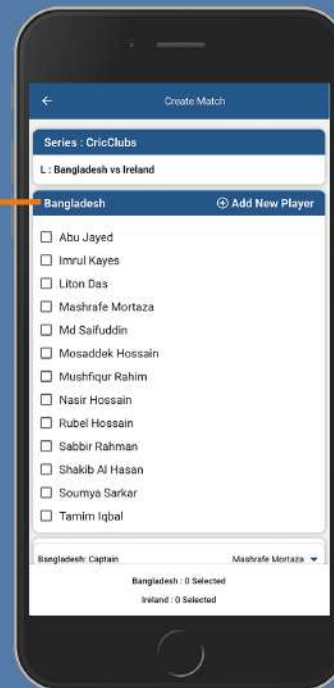 Create Match
Series : CricClubs
L : Bangladesh vs Ireland
Bangladesh ⊕ Add New Player
Abu Jayed
Imrul Kayes
Liton Das
Mashrafe Mortaza
Md Saifuddin
Mosaddek Hossain
Mushfiqur Rahim
Nasir Hossain
Rubel Hossain
Sabbir Rahman
Shakib Al Hasan
Soumya Sarkar
Tamim Iqbal
Bangladesh: Captain Mashrafe Mortaza
Bangladesh : 0 Selected
Ireland : 0 Selected